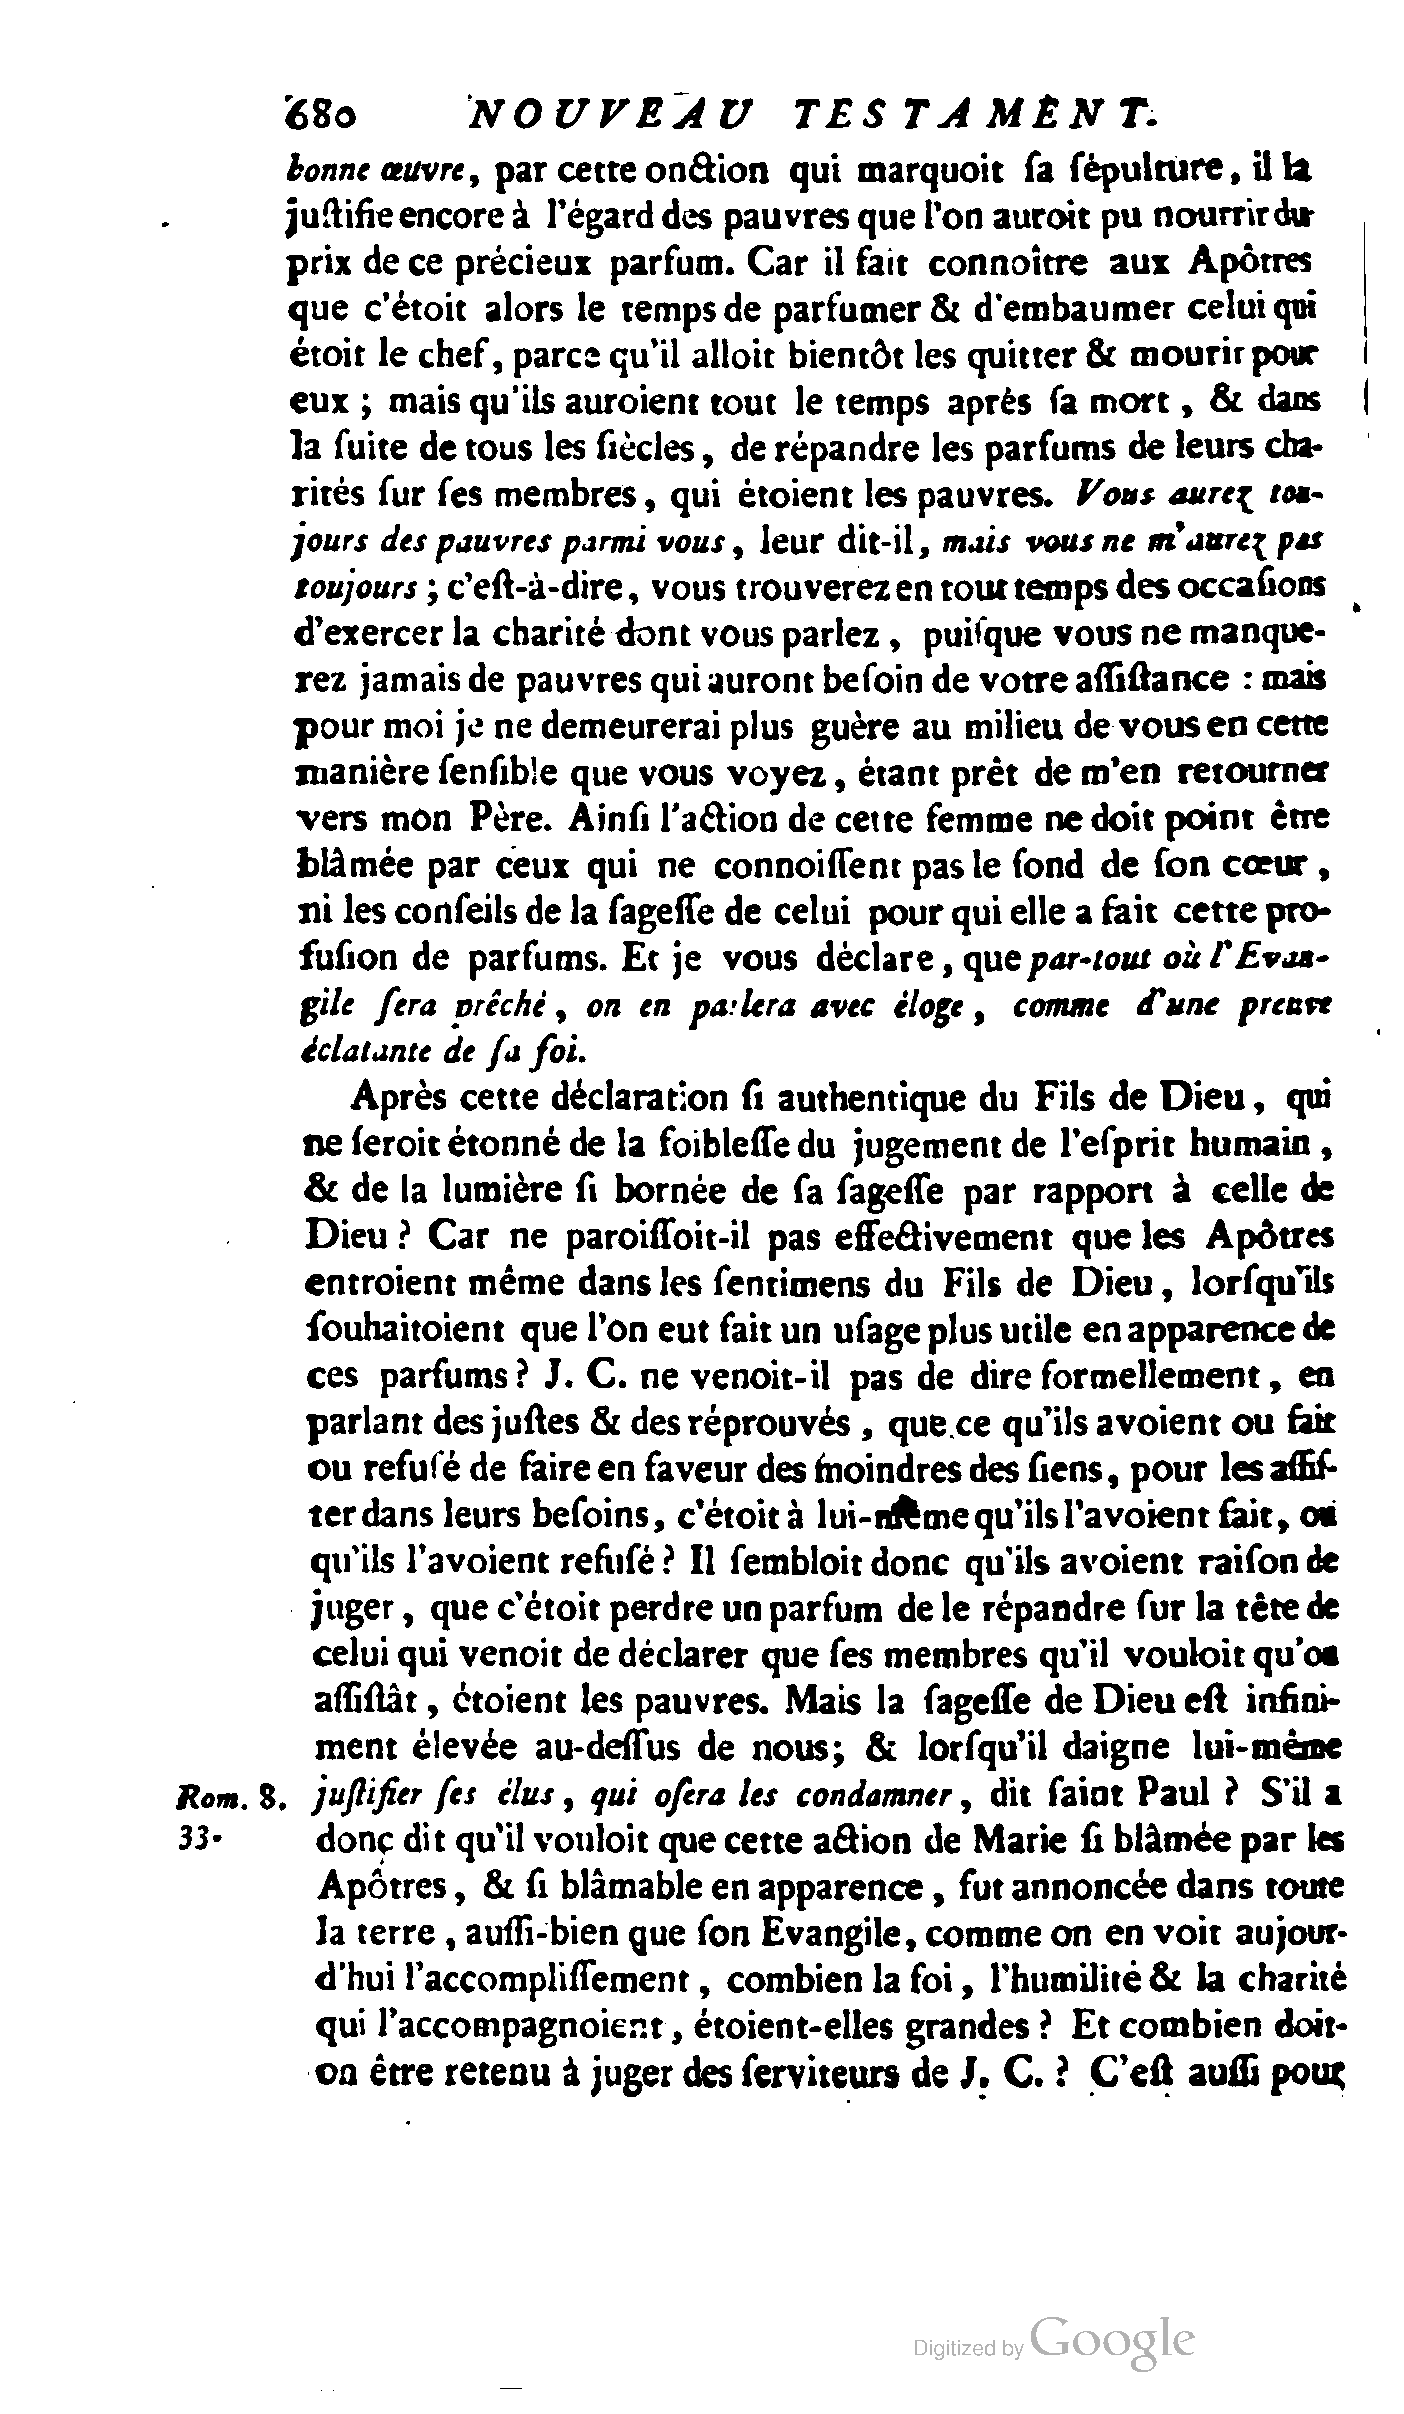 680 NOUVEAU TESTAMENT.
bonne œuvre, par cette onction qui marquoit ſa ſépulture, il la
juſtifie encore à l'égard des pauvres que l'on auroit pu nourrir du
prix de ce précieux parfum. Car il fait connoître aux Apôtres
que c'étoit alors le temps de parfumer & d'embaumer celui qui
étoit le chef, parce qu'il alloit bientôt les quitter & mourir pour
eux ; mais qu'ils auroient tout le temps après ſa mort, & dans
la ſuite de tous les ſiècles, de répandre les parfums de leurs cha-
rités ſur ſes membres, qui étoient les pauvres. Vous aurez tou-
jours des pauvres parmi vous, leur dit-il, mais vous ne m'aurez pas
toujours ; c'eſt-à-dire, vous trouverez en tout temps des occaſions
d'exercer la charité dont vous parlez, puiſque vous ne manque-
rez jamais de pauvres qui auront beſoin de votre aſſiſtance : mais
pour moi je ne demeurerai plus guère au milieu de vous en cette
manière ſenſible que vous voyez, étant prêt de m'en retourner
vers mon Père. Ainſi l'action de cette femme ne doit point être
blâmée par ceux qui ne connoiſſent pas le fond de ſon cœur,
ni les conſeils de la ſageſſe de celui pour qui elle a fait cette pro-
fuſion de parfums. Et je vous déclare, que par-tout où l'Evan-
gile ſera prêché, on en parlera avec éloge, comme d'une preuve
éclatante de ſa foi.
Après cette déclaration ſi authentique du Fils de Dieu, qui
ne ſeroit étonné de la foibleſſe du jugement de l'eſprit humain,
& de la lumière ſi bornée de ſa ſageſſe par rapport à celle de
Dieu ? Car ne paroiſſoit-il pas effectivement que les Apôtres
entroient même dans les ſentimens du Fils de Dieu, lorſqu'ils
ſouhaitoient que l'on eut fait un uſage plus utile en apparence de
ces parfums ? J. C. ne venoit-il pas de dire formellement, en
parlant des juſtes & des réprouvés, que ce qu'ils avoient ou fait
ou refuſé de faire en faveur des moindres des ſiens, pour les aſſiſ-
ter dans leurs beſoins, c'étoit à lui-même qu'ils l'avoient fait, ou
qu'ils l'avoient refuſé ? Il ſembloit donc qu'ils avoient raiſon de
juger, que c'étoit perdre un parfum de le répandre ſur la tête de
celui qui venoit de déclarer que ſes membres qu'il vouloit qu'on
aſſiſtât, étoient les pauvres. Mais la ſageſſe de Dieu eſt infini-
ment élevée au-deſſus de nous; & lorſqu'il daigne lui-même
Rom. 8. juſtifier ſes élus, qui oſera les condamner, dit ſaint Paul ? S'il a
33. donc dit qu'il vouloit que cette action de Marie ſi blâmée par les
Apôtres, & ſi blâmable en apparence, fut annoncée dans toute
la terre, auſſi-bien que ſon Evangile, comme on en voit aujour-
d'hui l'accompliſſement, combien la foi, l'humilité & la charité
qui l'accompagnoient, étoient-elles grandes ? Et combien doit-
on être retenu à juger des ſerviteurs de J. C. ? C'eſt auſſi pour
Digitized by Google